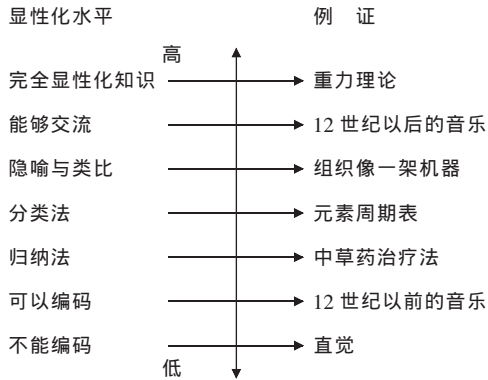 显性化水平 例 证
高
完全显性化知识 重力理论
能够交流 12 世纪以后的音乐
隐喻与类比 组织像一架机器
分类法 元素周期表
归纳法 中草药治疗法
可以编码 12 世纪以前的音乐
不能编码 直觉
低